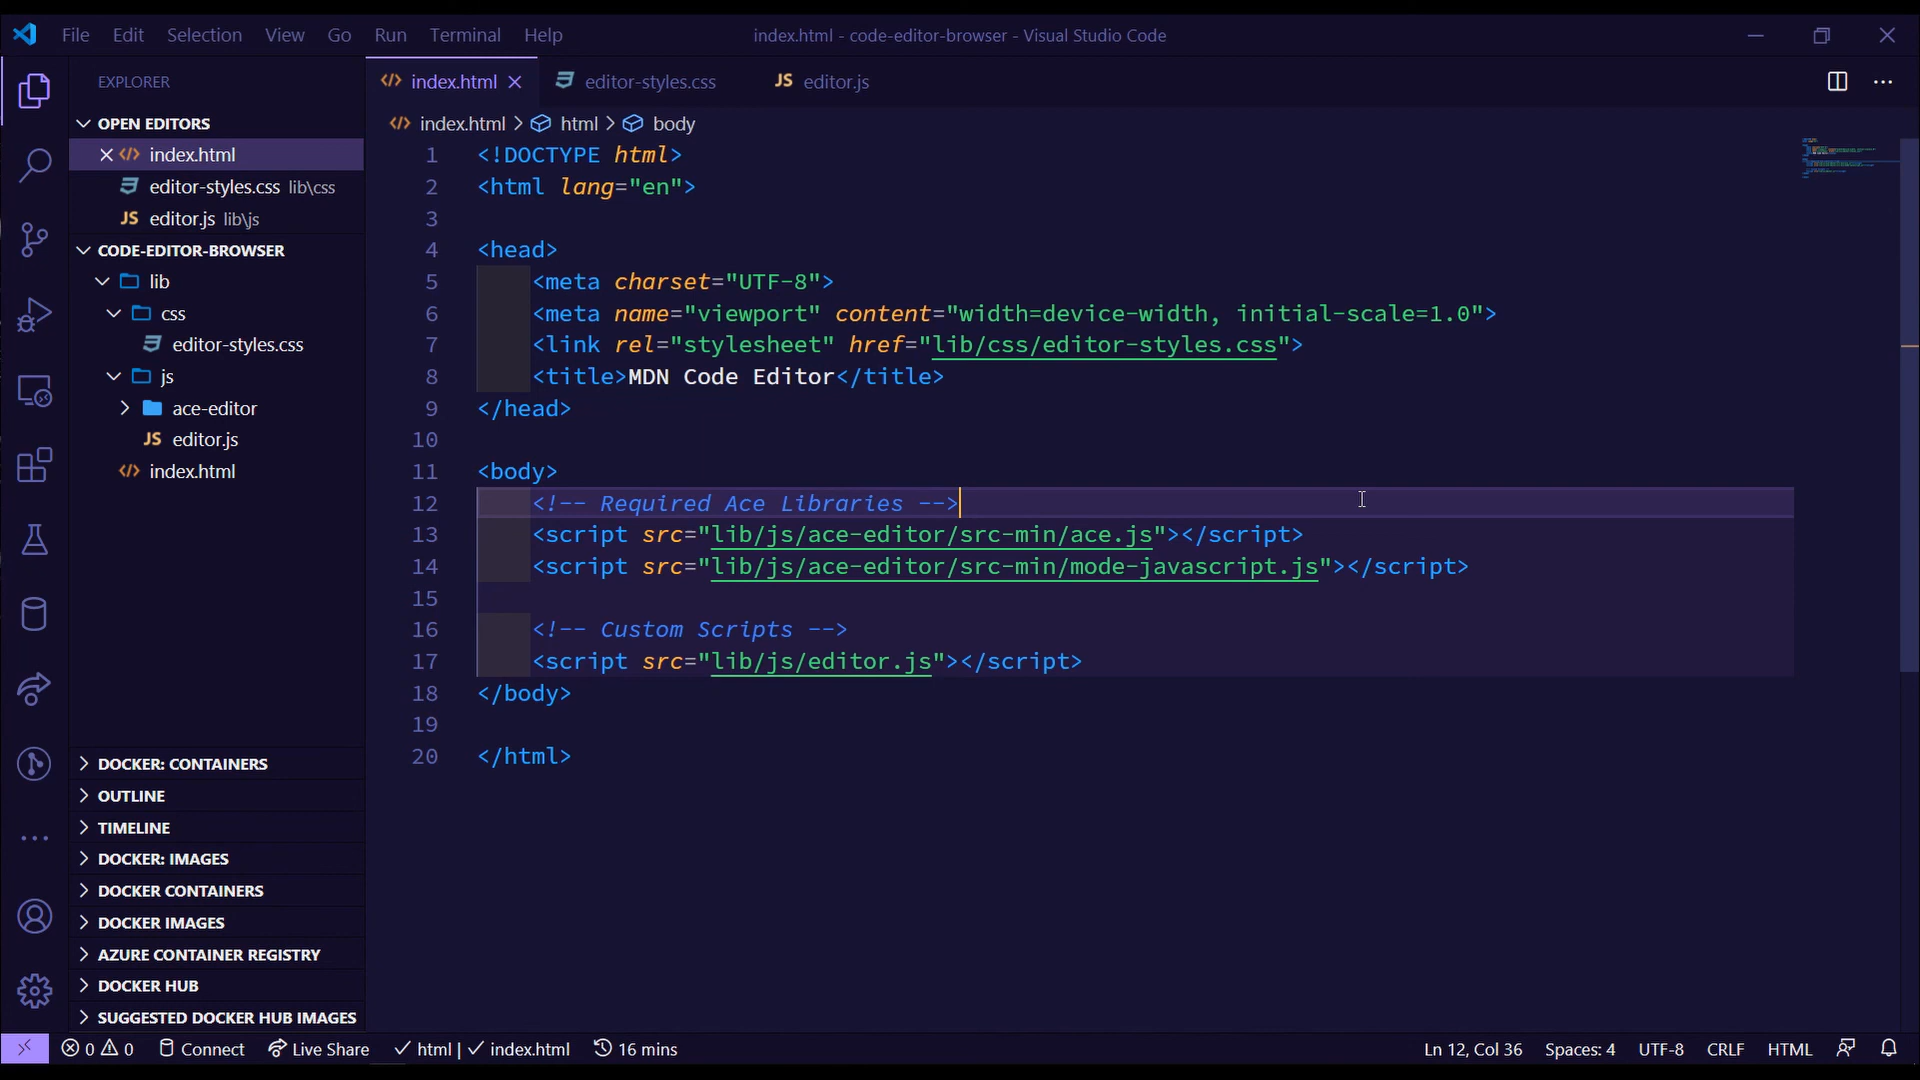 File Edit Selection View Go Run Terminal Help
index.html - code-editor-browser - Visual Studio Code
EXPLORER
index.html
editor-styles.css
JS editor.js
OPEN EDITORS
index.html
editor-styles.css lib\css
JS editor.js lib\js
CODE-EDITOR-BROWSER
lib
css
editor-styles.css
js
ace-editor
JS editor.js
index.html
DOCKER: CONTAINERS
OUTLINE
TIMELINE
DOCKER: IMAGES
DOCKER CONTAINERS
DOCKER IMAGES
AZURE CONTAINER REGISTRY
DOCKER HUB
SUGGESTED DOCKER HUB IMAGES
index.html > html > body
1 <!DOCTYPE html>
2 <html lang="en">
3
4 <head>
5 <meta charset="UTF-8">
6 <meta name="viewport" content="width=device-width, initial-scale=1.0">
7 <link rel="stylesheet" href="lib/css/editor-styles.css">
8 <title>MDN Code Editor</title>
9 </head>
10
11 <body>
12 <!-- Required Ace Libraries -->
13 <script src="lib/js/ace-editor/src-min/ace.js"></script>
14 <script src="lib/js/ace-editor/src-min/mode-javascript.js"></script>
15
16 <!-- Custom Scripts -->
17 <script src="lib/js/editor.js"></script>
18 </body>
19
20 </html>
0 0 Connect Live Share html | index.html 16 mins
Ln 12, Col 36 Spaces: 4 UTF-8 CRLF HTML